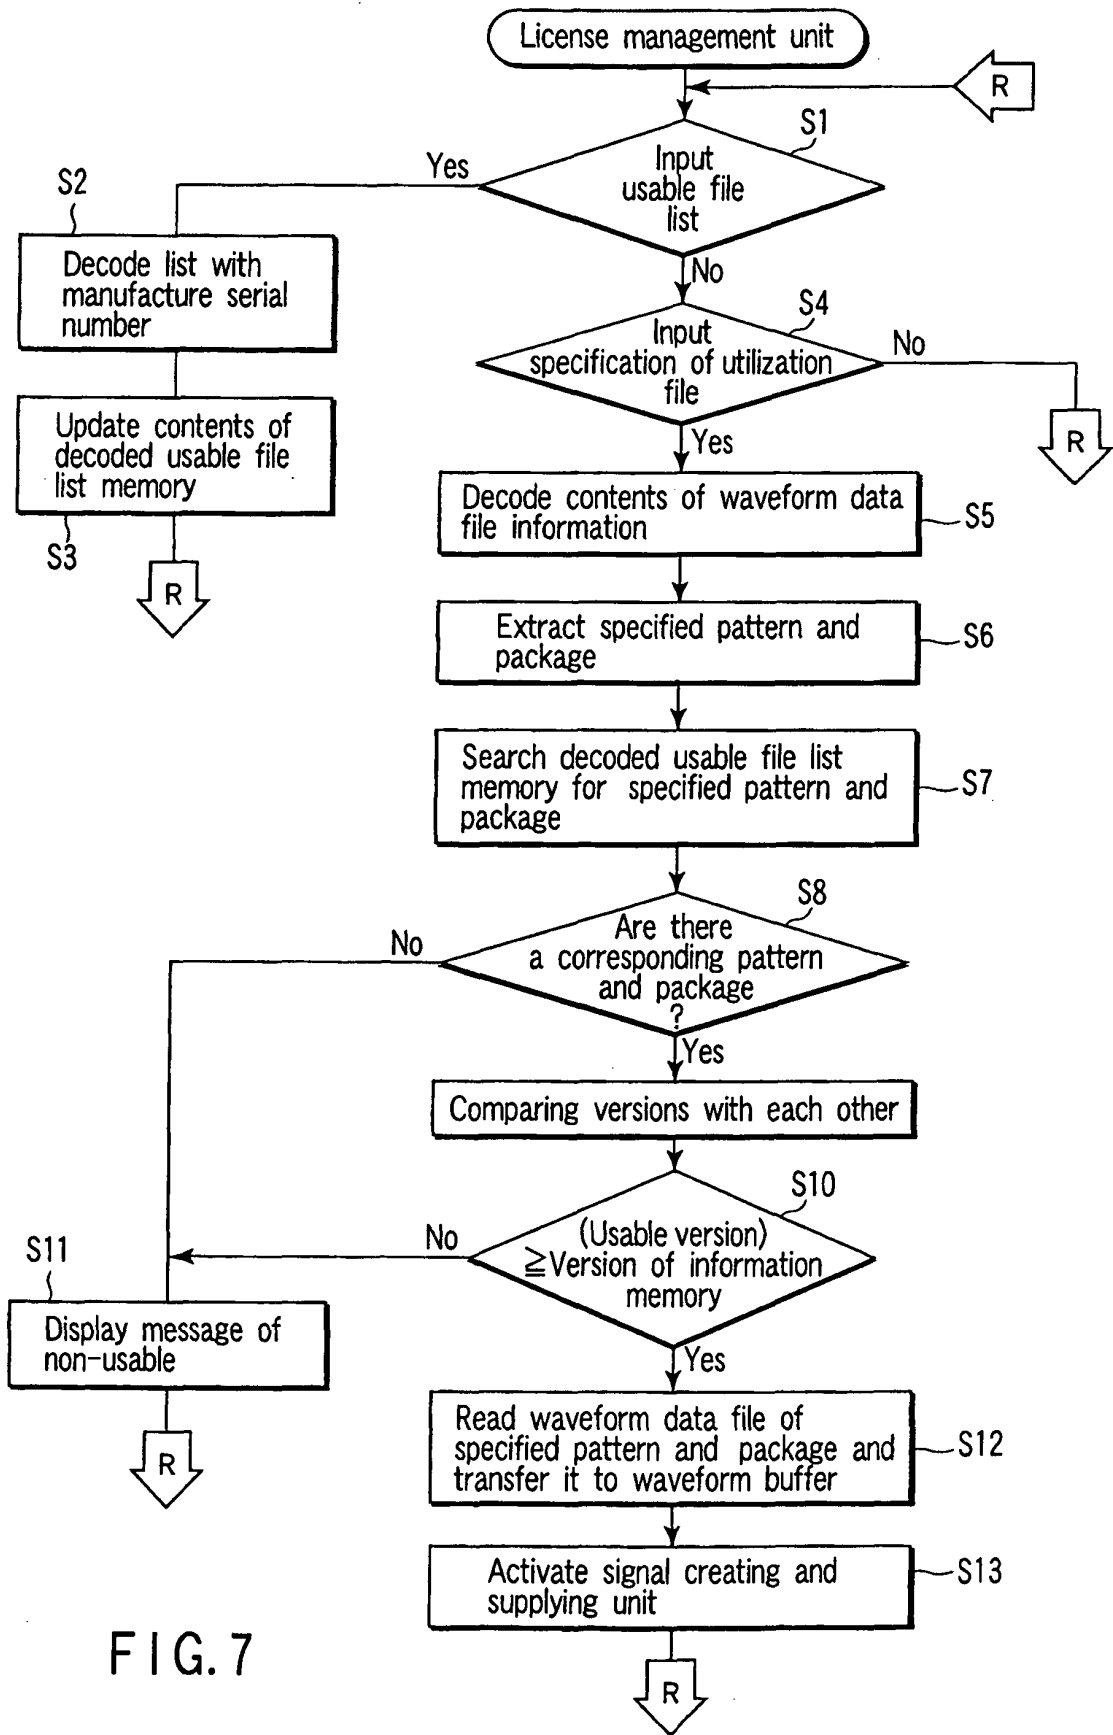 License management unit
R
S1
Input
usable file
list
Yes
No
S2
Decode list with
manufacture serial
number
Update contents of
decoded usable file
list memory
S3
R
S4
Input
specification of utilization
file
No
R
Yes
Decode contents of waveform data
file information
S5
Extract specified pattern and
package
S6
Search decoded usable file list
memory for specified pattern and
package
S7
S8
Are there
a corresponding pattern
and package
?
No
Yes
Comparing versions with each other
S10
(Usable version)
≧Version of information
memory
No
Yes
S11
Display message of
non-usable
R
Read waveform data file of
specified pattern and package and
transfer it to waveform buffer
S12
Activate signal creating and
supplying unit
S13
R
FIG. 7